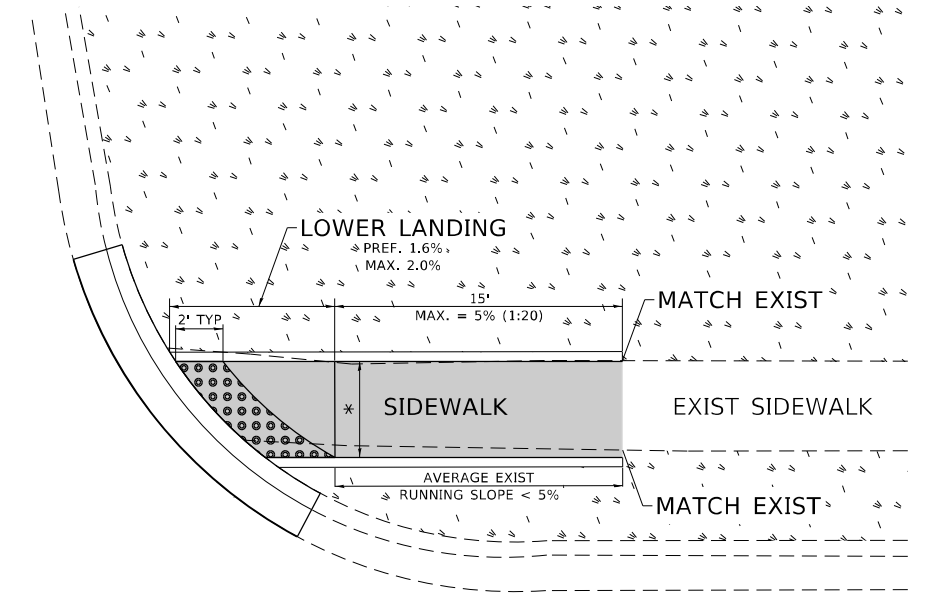 LOWER LANDING
PREF. 1.6%
MAX. 2.0%
15'
MAX. = 5% (1:20)
MATCH EXIST
2' TYP
*
SIDEWALK
EXIST SIDEWALK
AVERAGE EXIST
RUNNING SLOPE < 5%
MATCH EXIST